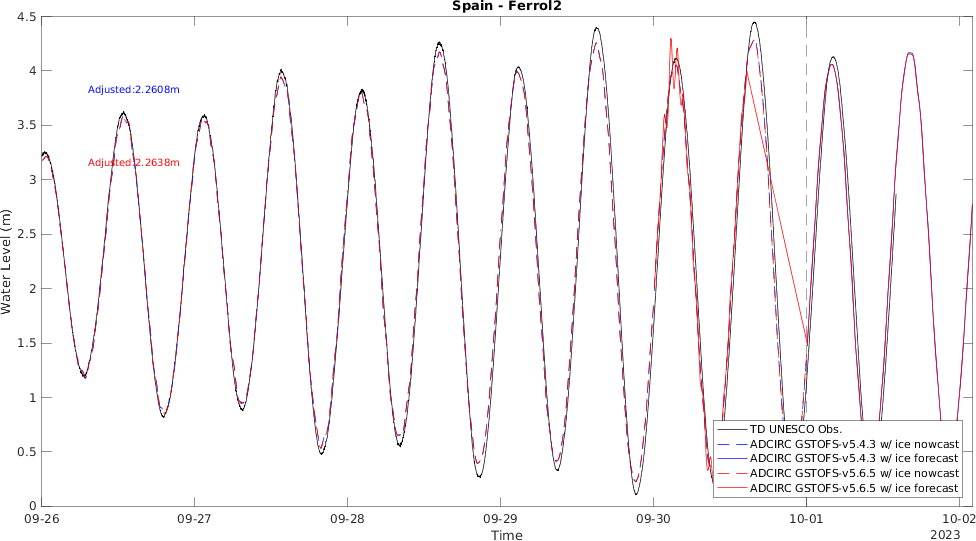 Spain - Ferrol2
4.5
4
3.5
3
2.5
2
1.5
1
0.5
0
Water Level (m)
Adjusted:2.2608m
Adjusted:2.2638m
TD UNESCO Obs.
ADCIRC GSTOFS-v5.4.3 w/ ice nowcast
ADCIRC GSTOFS-v5.4.3 w/ ice forecast
ADCIRC GSTOFS-v5.6.5 w/ ice nowcast
ADCIRC GSTOFS-v5.6.5 w/ ice forecast
09-26 09-27 09-28 09-29 09-30 10-01 10-02
Time
2023